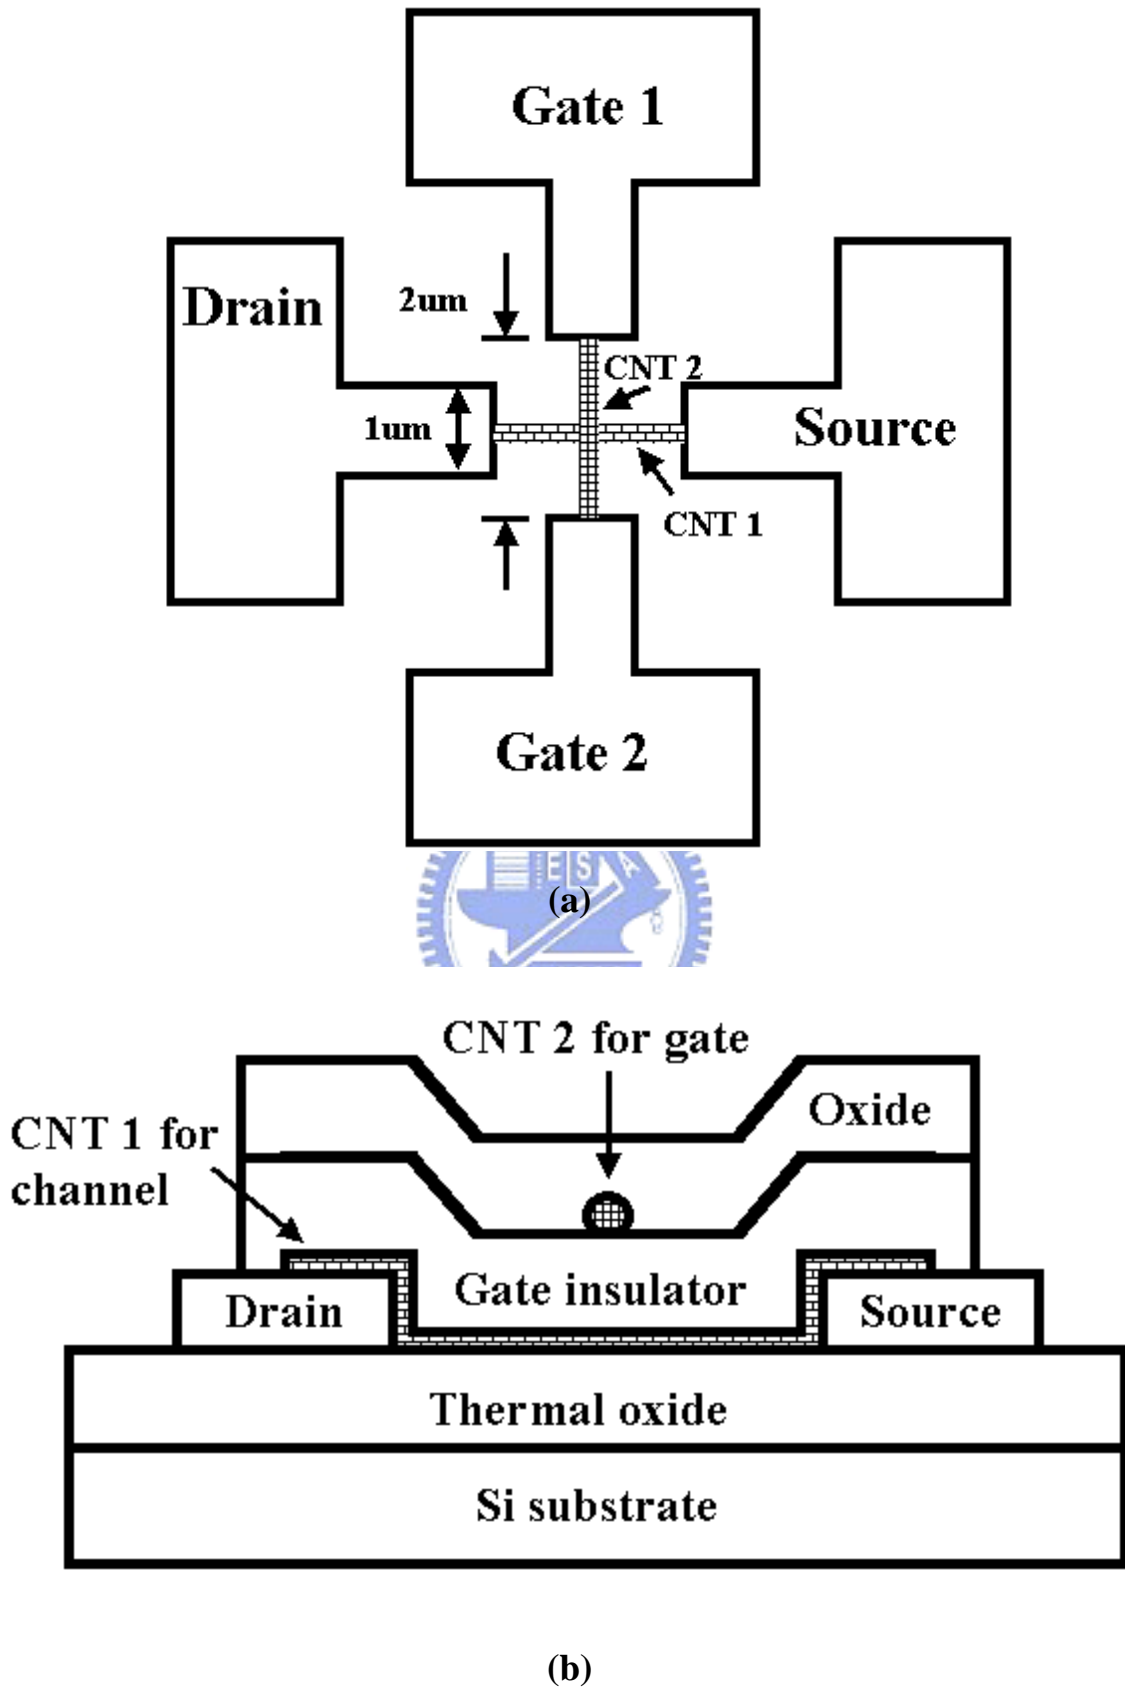 Gate 1
Drain
2um
CNT 2
1um
Source
CNT 1
Gate 2
E S A
(a)
CNT 2 for gate
Oxide
CNT 1 for
channel
Gate insulator
Drain
Source
Thermal oxide
Si substrate
(b)